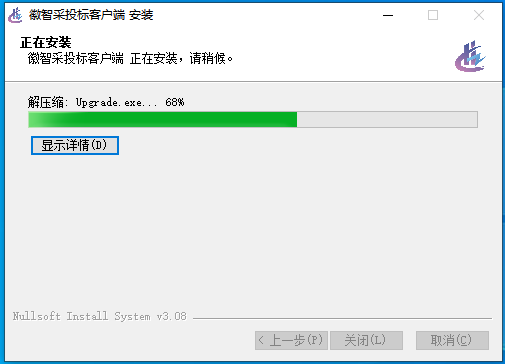 徽智采投标客户端 安装
正在安装
徽智采投标客户端 正在安装，请稍候。
解压缩: Upgrade.exe... 68%
显示详情(D)
Nullsoft Install System v3.08
< 上一步(P)
关闭(L)
取消(C)